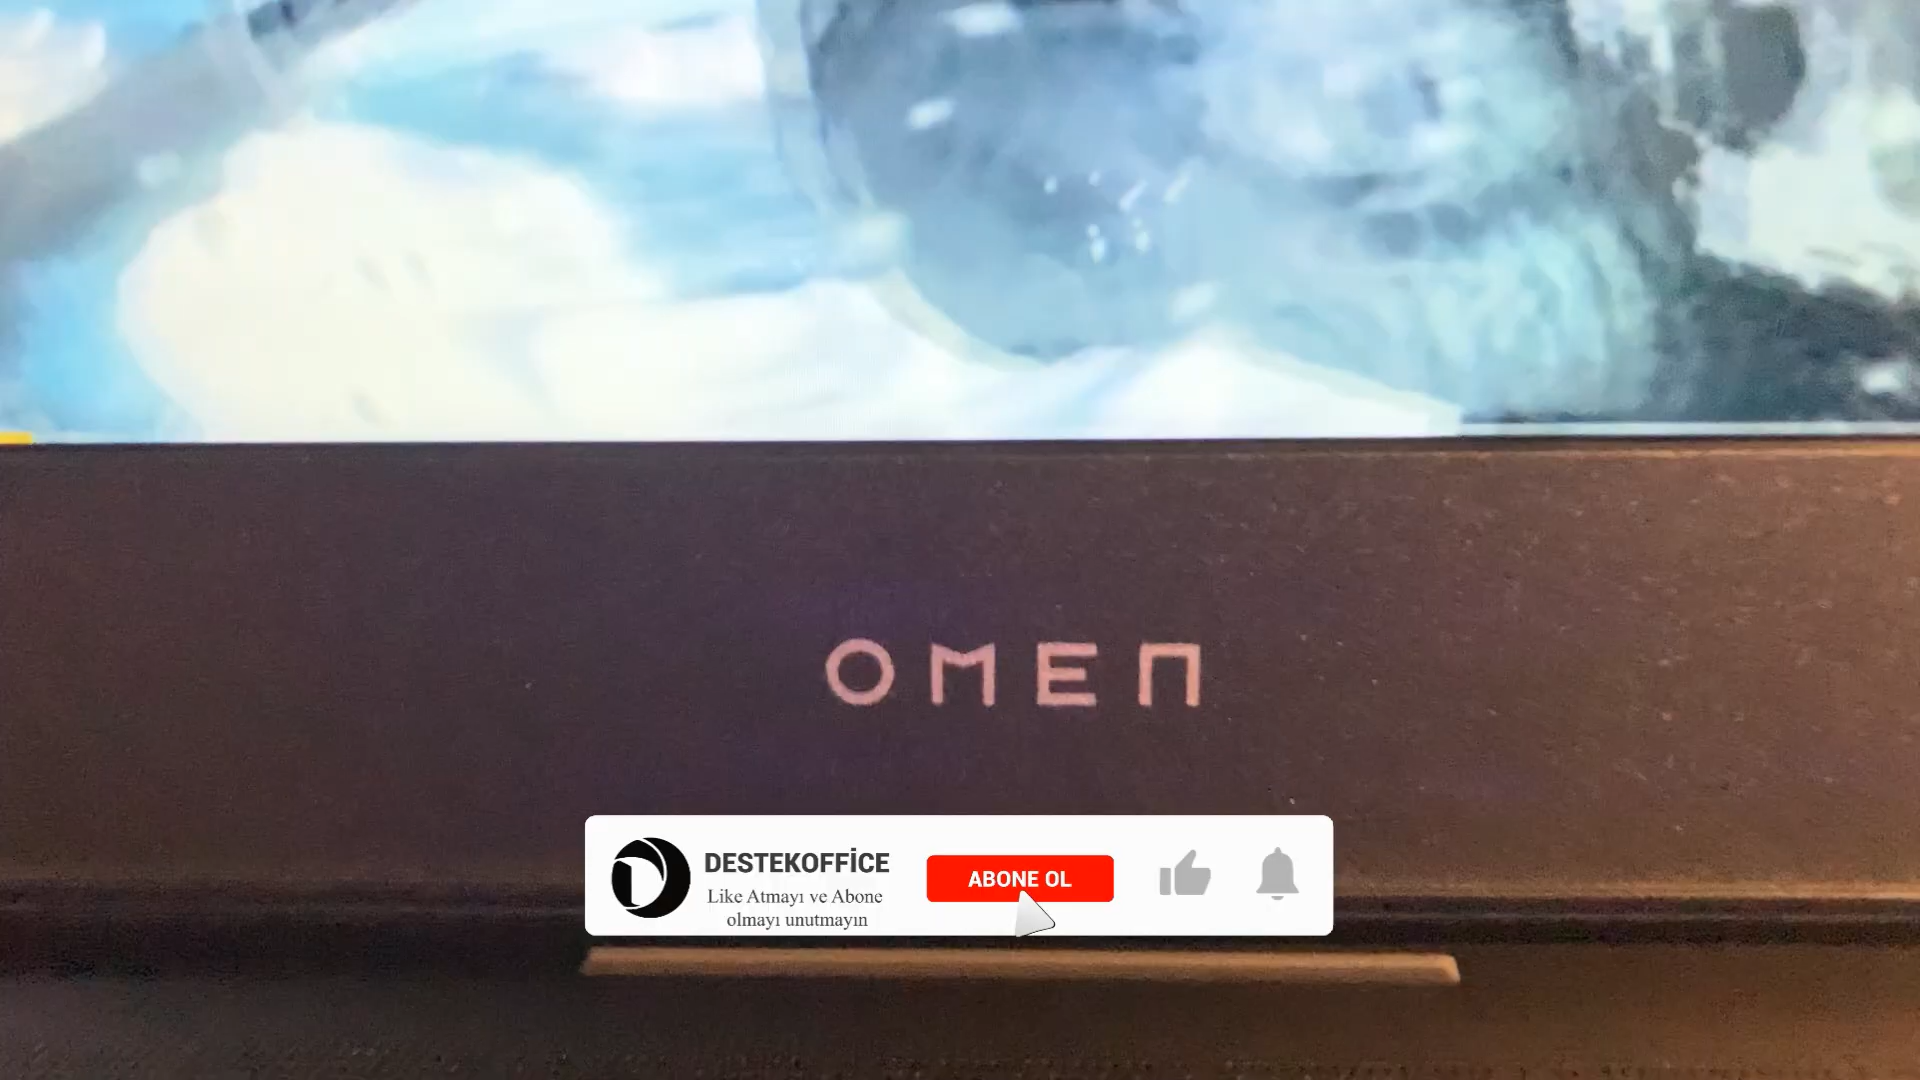 OMEN
DESTEKOFFİCE
Like Atmayı ve Abone
olmayı unutmayın
ABONE OL